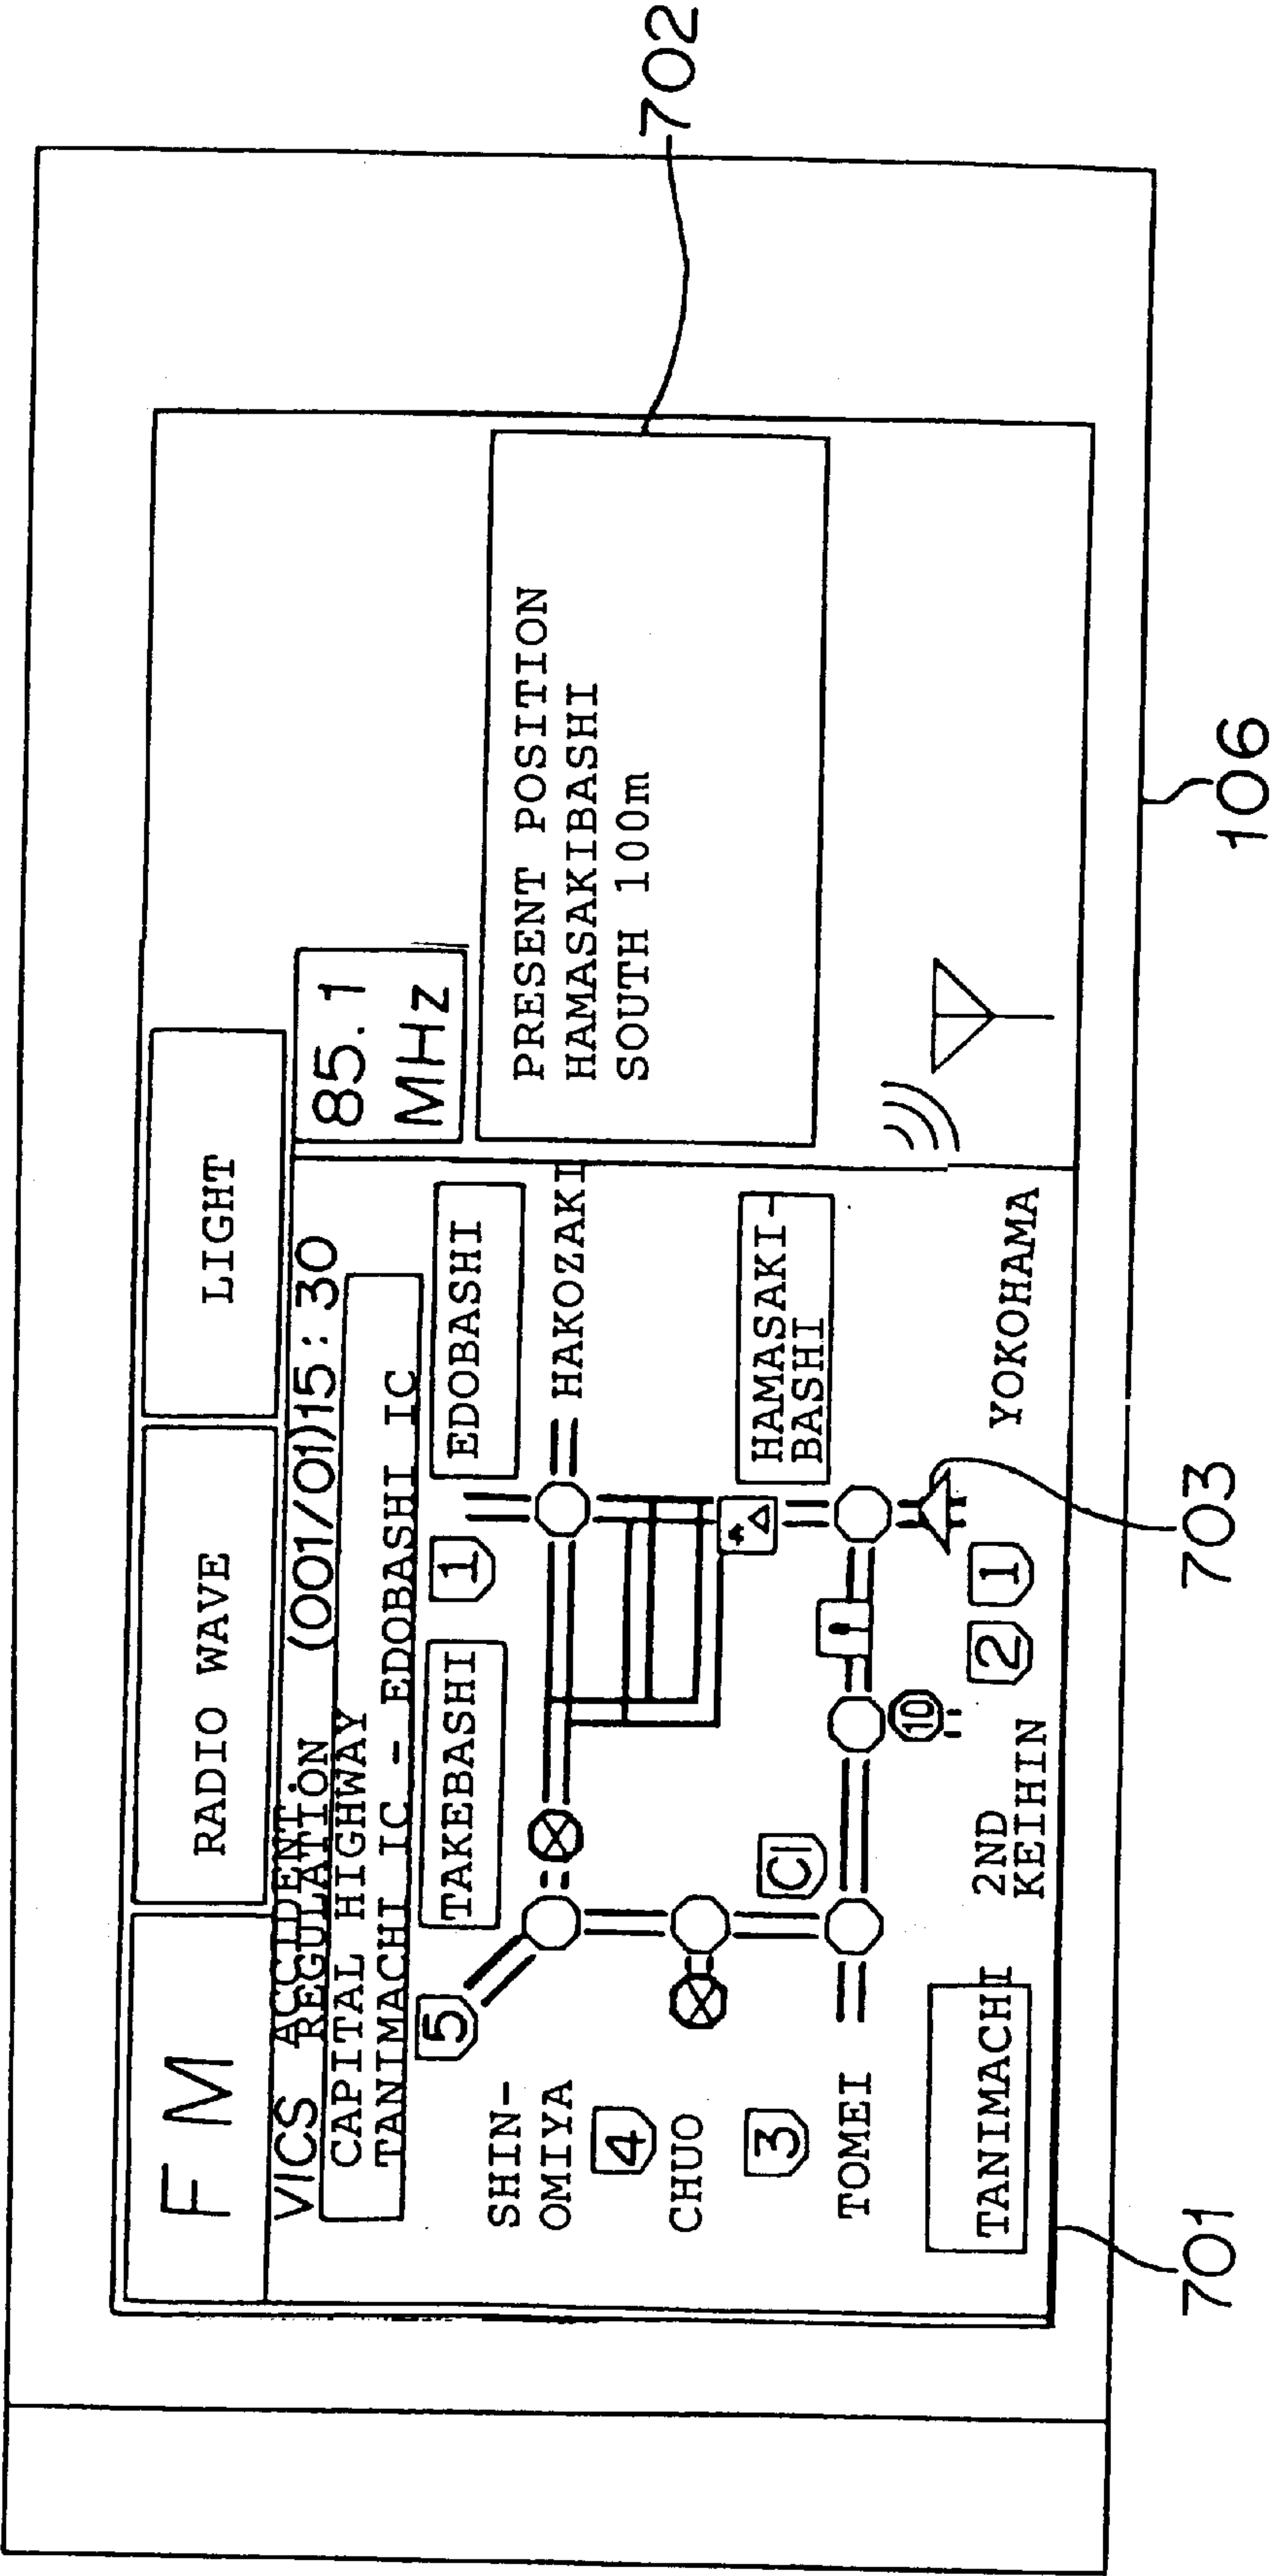 F M
RADIO WAVE
LIGHT
VICS ACCIDENT.
REGULATION (001/01)15:30
CAPITAL HIGHWAY
TANIMACHI IC - EDOBASHI IC
85.1
MHz
5
TAKEBASHI
1
EDOBASHI
SHIN-
OMIYA
HAKOZAKI
4
CHUO
3
C1
HAMASAKI-
BASHI
TOMEI
10
TANIMACHI
2ND
KEIHIN
2
1
YOKOHAMA
PRESENT POSITION
HAMASAKIBASHI
SOUTH 100m
701
703
106
702